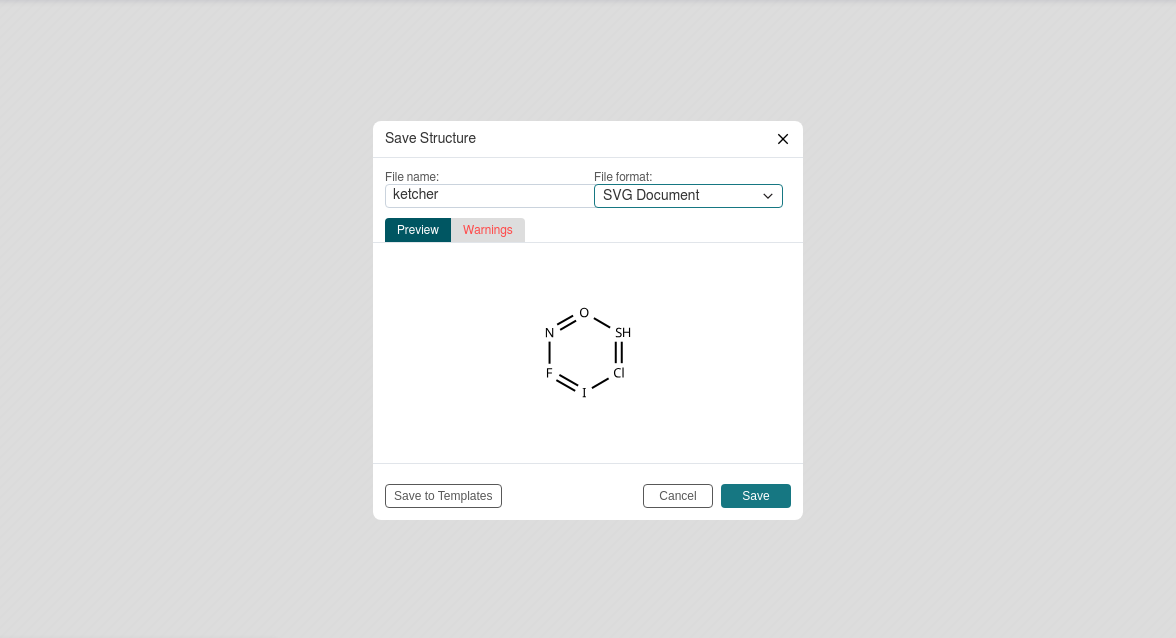 Save Structure
File name:
File format:
ketcher
SVG Document
Preview
Warnings
O
N
SH
F
Cl
I
Save to Templates
Cancel
Save